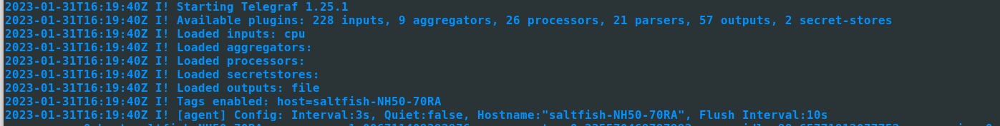 2023-01-31T16:19:40Z I! Starting Telegraf 1.25.1
2023-01-31T16:19:40Z I! Available plugins: 228 inputs, 9 aggregators, 26 processors, 21 parsers, 57 outputs, 2 secret-stores
2023-01-31T16:19:40Z I! Loaded inputs: cpu
2023-01-31T16:19:40Z I! Loaded aggregators:
2023-01-31T16:19:40Z I! Loaded processors:
2023-01-31T16:19:40Z I! Loaded secretstores:
2023-01-31T16:19:40Z I! Loaded outputs: file
2023-01-31T16:19:40Z I! Tags enabled: host=saltfish-NH50-70RA
2023-01-31T16:19:40Z I! [agent] Config: Interval:3s, Quiet:false, Hostname:"saltfish-NH50-70RA", Flush Interval:10s